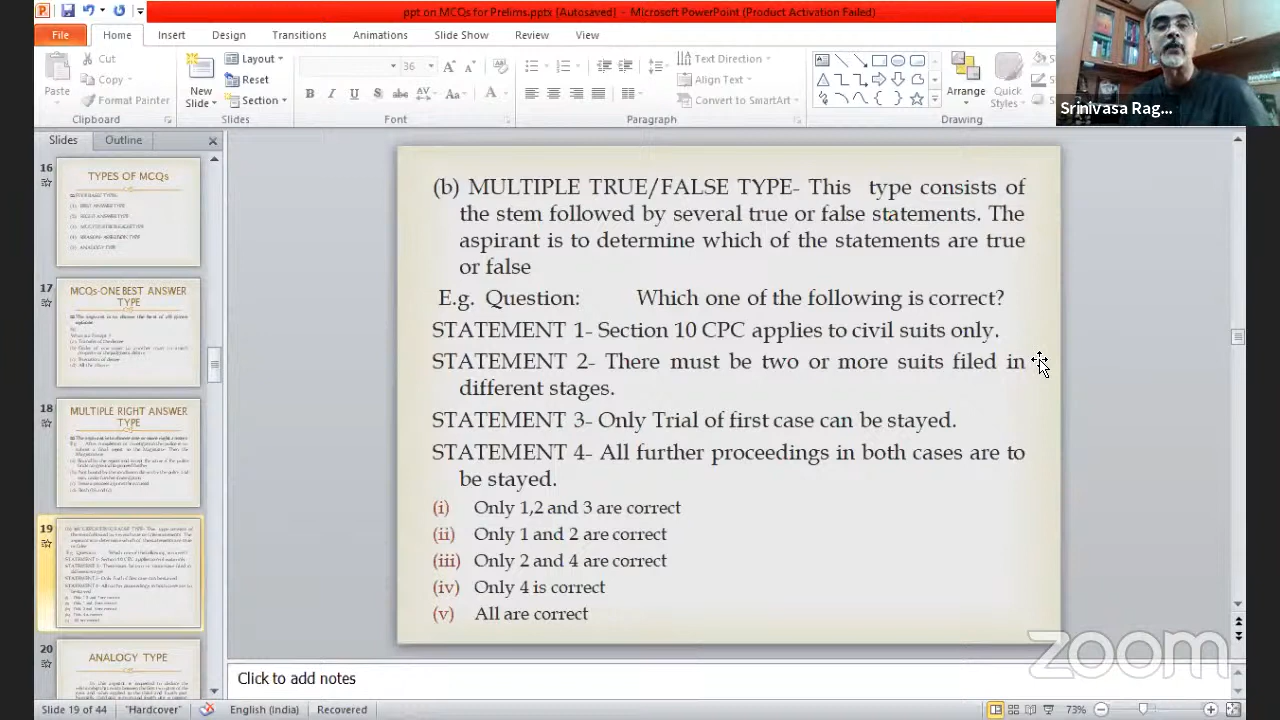 ppt on MCQs for Prelims.pptx [Autosaved] - Microsoft PowerPoint (Product Activation Failed)
File Home Insert Design Transitions Animations Slide Show Review View
Paste
Cut
Copy
Format Painter
Clipboard
New
Slide
Layout
Reset
Section
Slides
36
B I U S abc AV Aa A
Font
Text Direction
Align Text
Convert to SmartArt
Paragraph
Arrange
Quick
Styles
Drawing
Srinivasa Rag...
Slides Outline
16
TYPES OF MCQs
17
MCQs-ONE BEST ANSWER
TYPE
18
MULTIPLE RIGHT ANSWER
TYPE
19
20
ANALOGY TYPE
(b) MULTIPLE TRUE/FALSE TYPE- This type consists of
the stem followed by several true or false statements. The
aspirant is to determine which of the statements are true
or false
E.g. Question: Which one of the following is correct?
STATEMENT 1- Section 10 CPC applies to civil suits only.
STATEMENT 2- There must be two or more suits filed in
different stages.
STATEMENT 3- Only Trial of first case can be stayed.
STATEMENT 4- All further proceedings in both cases are to
be stayed.
(i) Only 1,2 and 3 are correct
(ii) Only 1 and 2 are correct
(iii) Only 2 and 4 are correct
(iv) Only 4 is correct
(v) All are correct
zoom
Click to add notes
Slide 19 of 44 "Hardcover" English (India) Recovered 73%